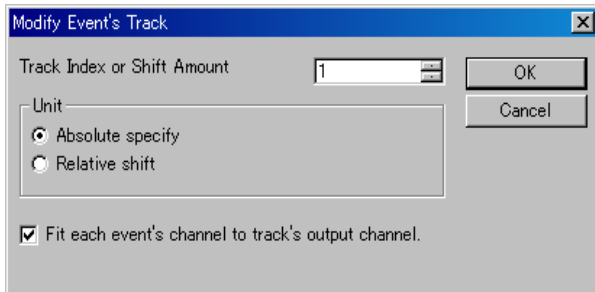 Modify Event's Track
Track Index or Shift Amount
1
OK
Cancel
Unit
Absolute specify
Relative shift
Fit each event's channel to track's output channel.